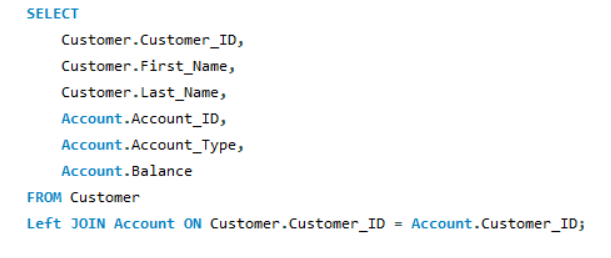 SELECT
Customer.Customer_ID,
Customer.First_Name,
Customer.Last_Name,
Account.Account_ID,
Account.Account_Type,
Account.Balance
FROM Customer
Left JOIN Account ON Customer.Customer_ID = Account.Customer_ID;